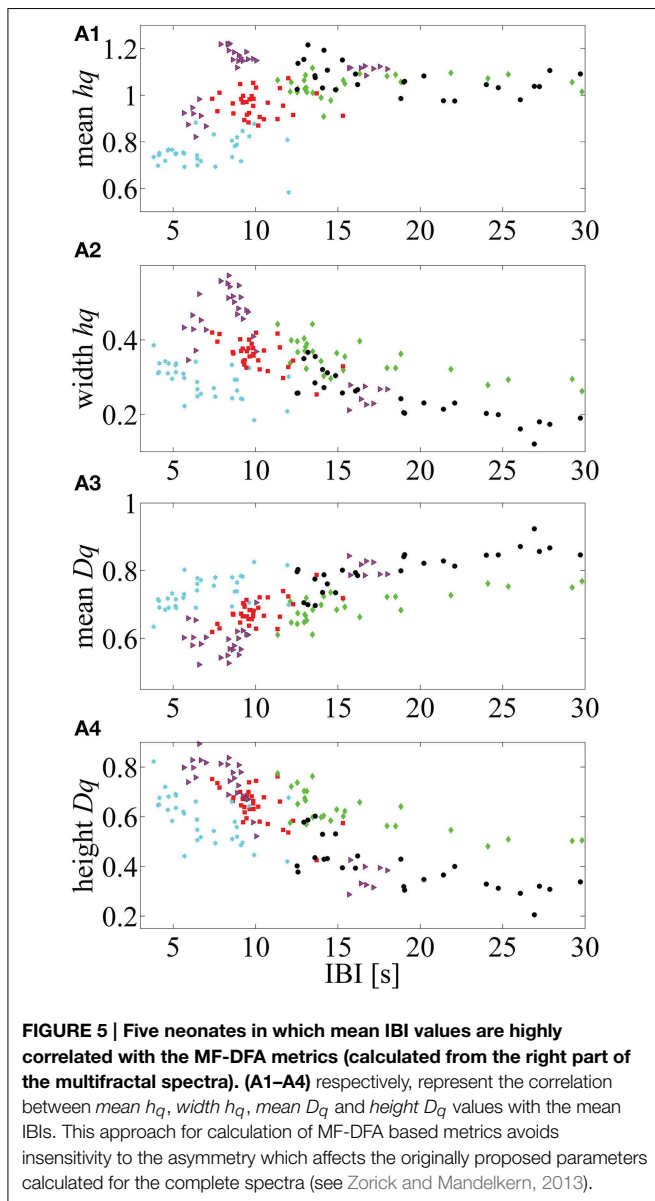 A1
1.2
1
0.8
0.6
mean hq
5 10 15 20 25 30
A2
0.4
0.2
width hq
5 10 15 20 25 30
A3
1
0.8
0.6
mean Dq
5 10 15 20 25 30
A4
0.8
0.6
0.4
0.2
height Dq
5 10 15 20 25 30
IBI [s]
FIGURE 5 | Five neonates in which mean IBI values are highly
correlated with the MF-DFA metrics (calculated from the right part of
the multifractal spectra). (A1–A4) respectively, represent the correlation
between mean hq, width hq, mean Dq and height Dq values with the mean
IBIs. This approach for calculation of MF-DFA based metrics avoids
insensitivity to the asymmetry which affects the originally proposed parameters
calculated for the complete spectra (see Zorick and Mandelkern, 2013).